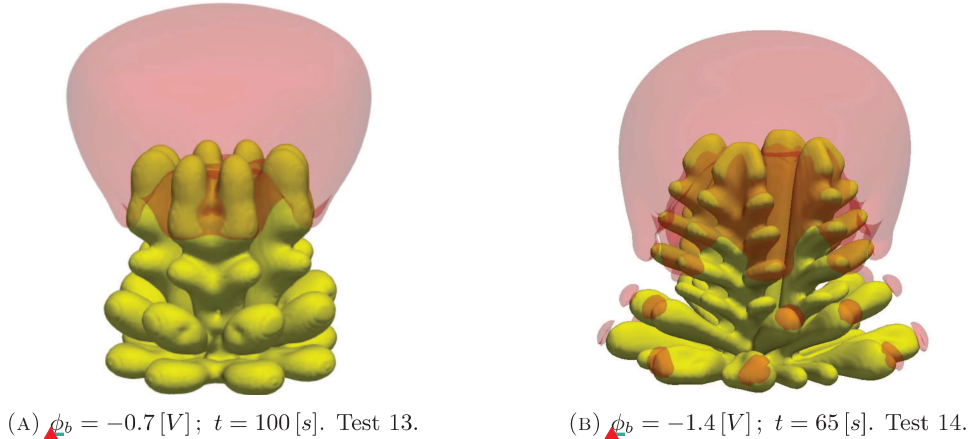 (A) ϕ_b = −0.7 [V]; t = 100 [s]. Test 13.
(B) ϕ_b = −1.4 [V]; t = 65 [s]. Test 14.